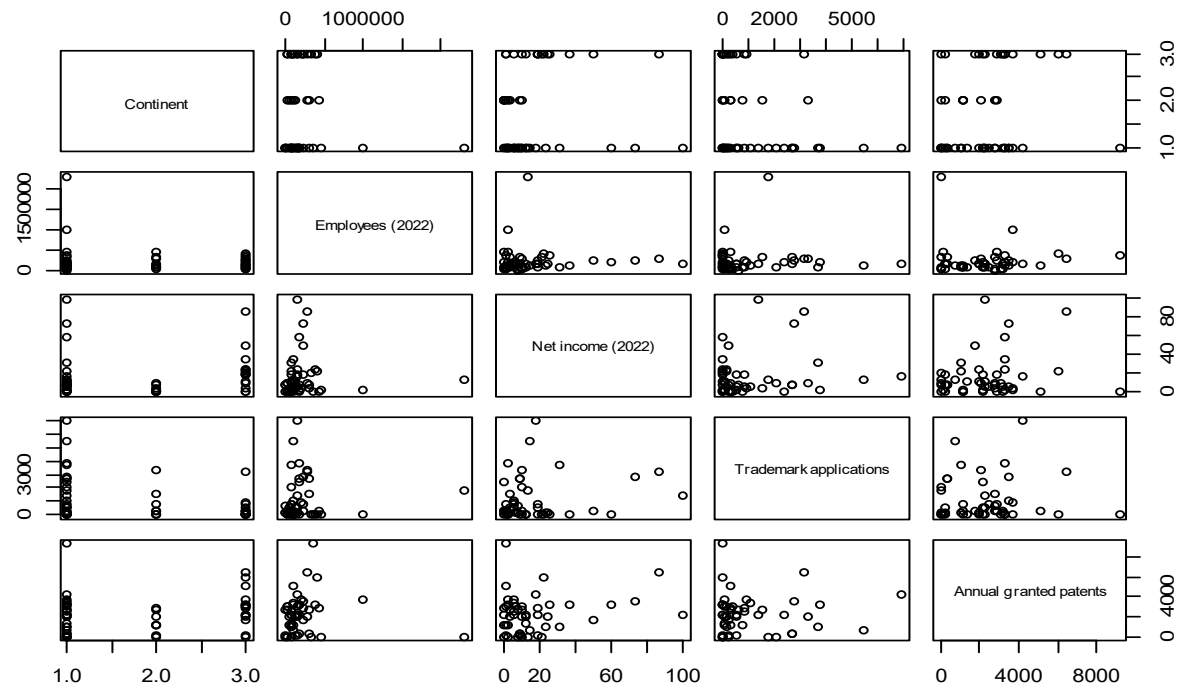 0 1000000
0 2000 5000
Continent
1.0 2.0 3.0
0 1500000
Employees (2022)
Net income (2022)
0 40 80
0 3000
Trademark applications
Annual granted patents
0 4000
1.0 2.0 3.0
0 20 60 100
0 4000 8000